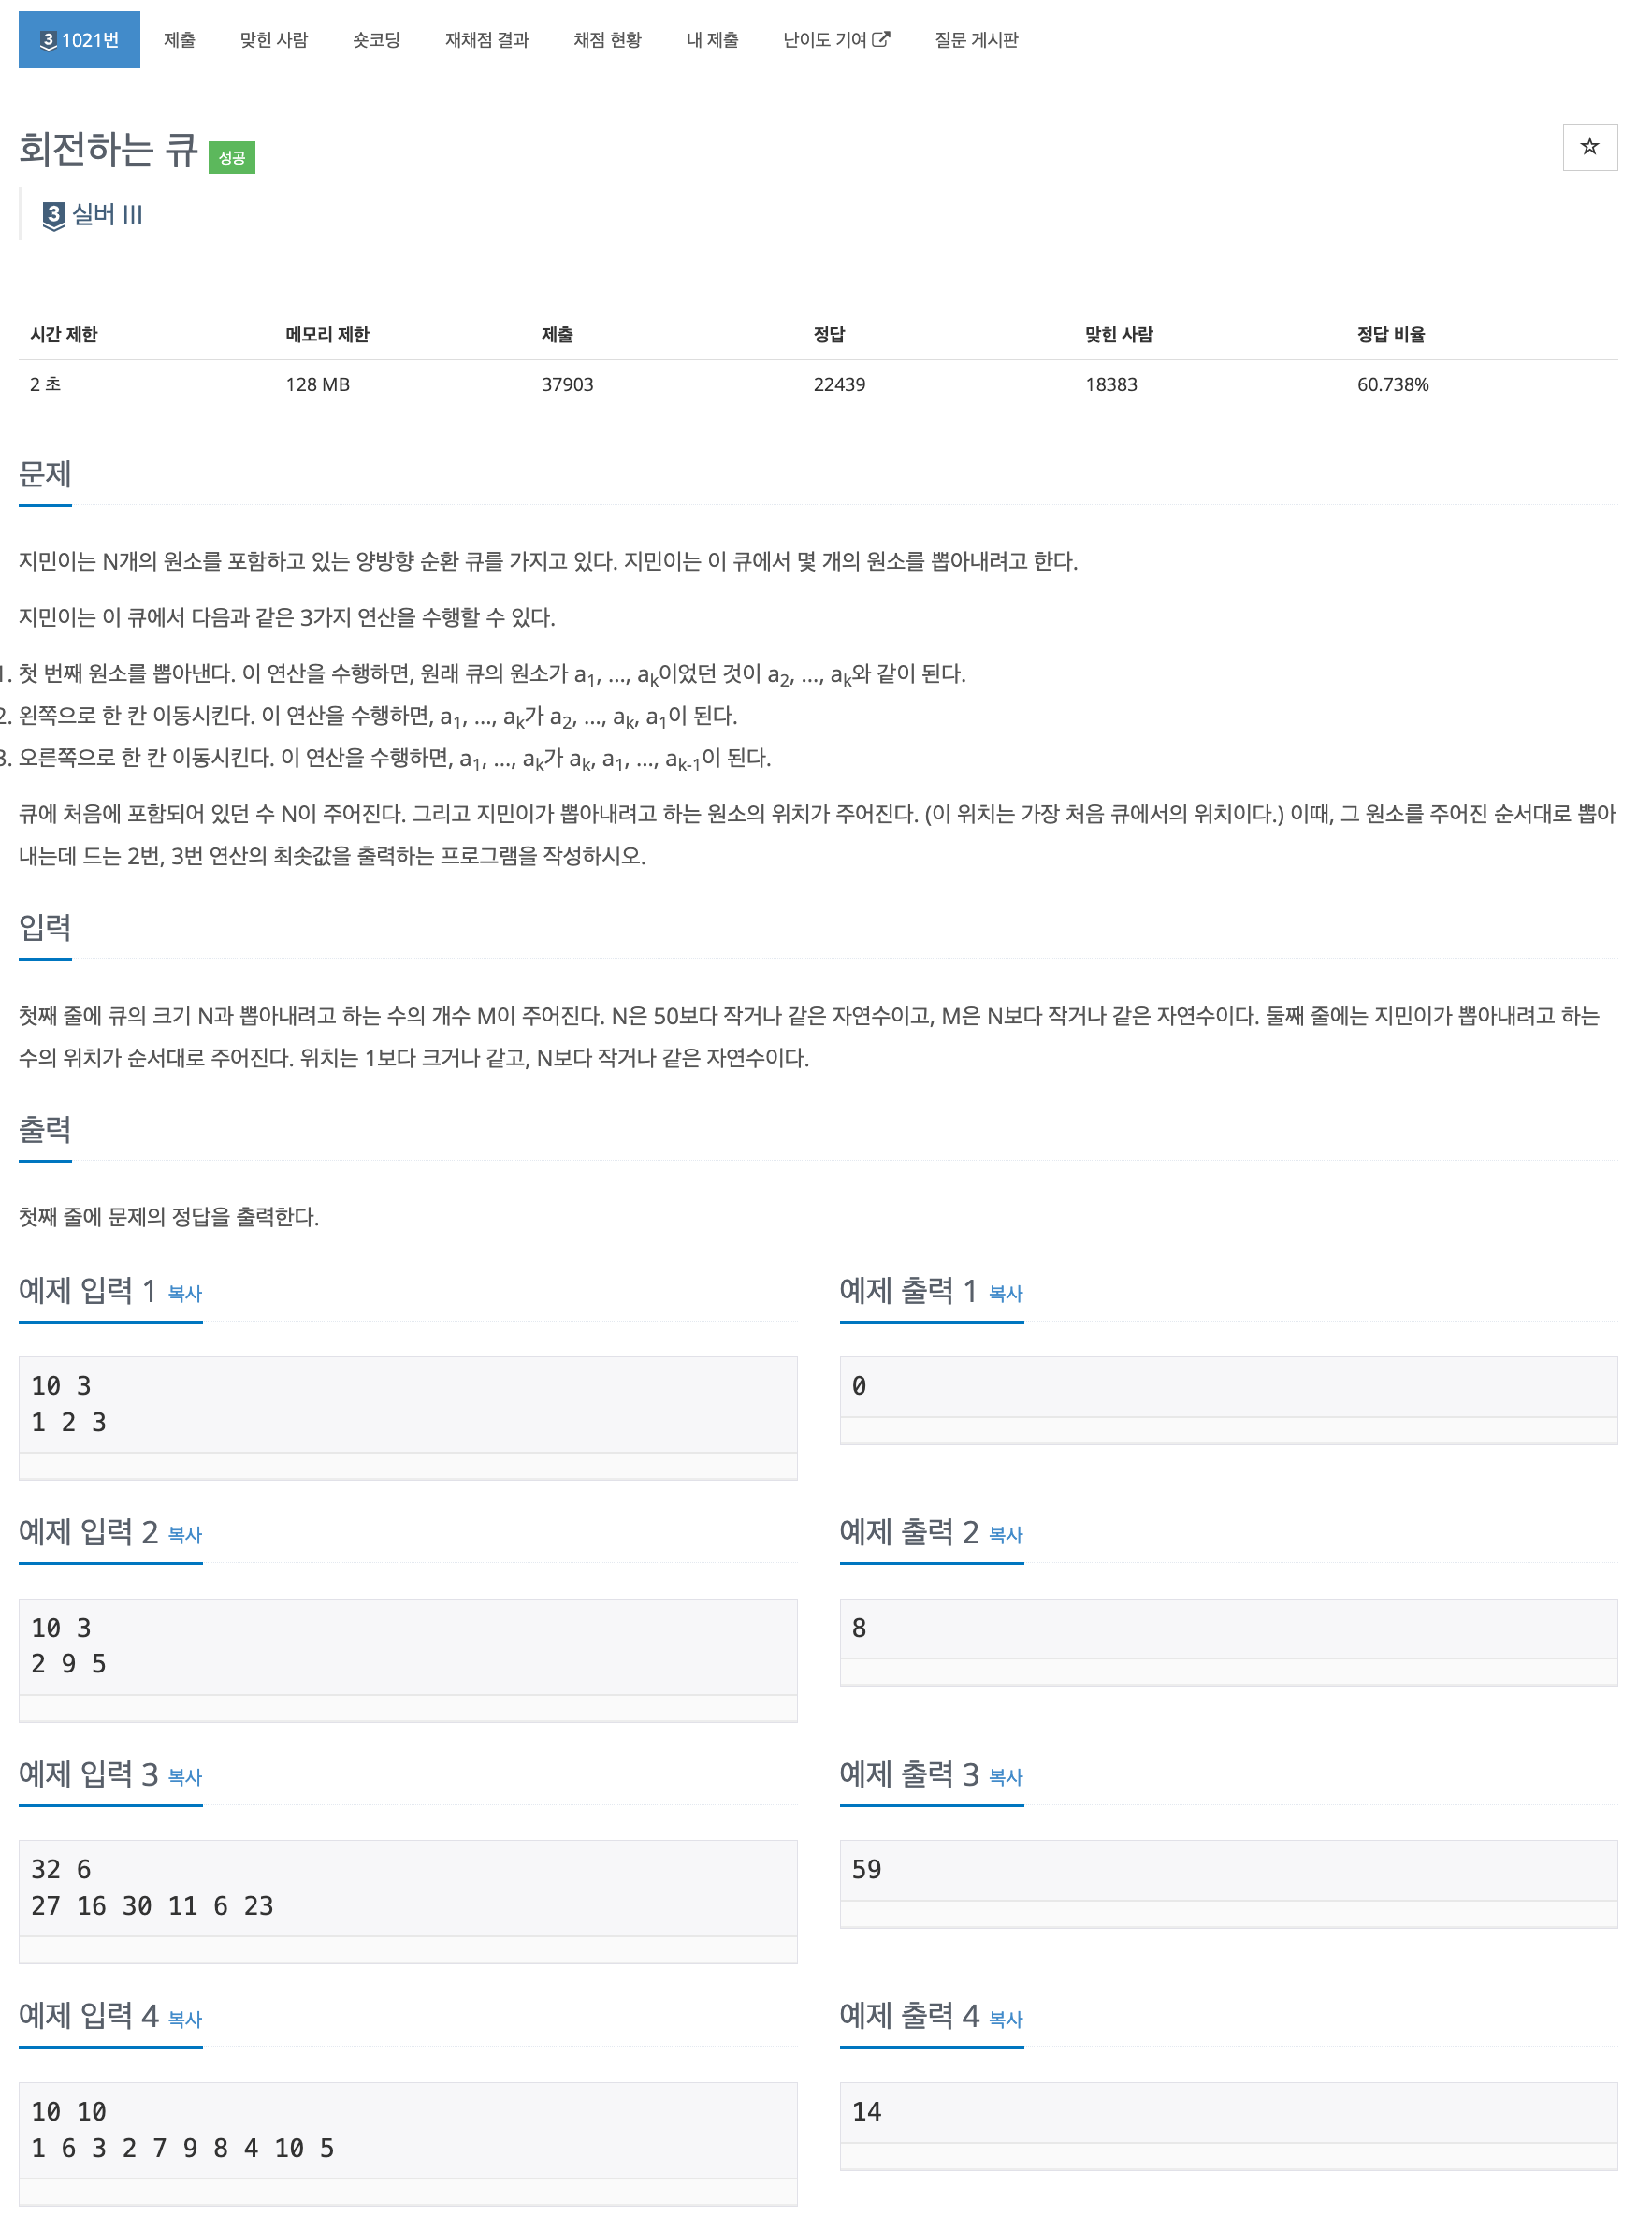 3 1021번 제출 맞힌 사람 숏코딩 재채점 결과 채점 현황 내 제출 난이도 기여 질문 게시판
회전하는 큐 성공
3 실버 III
시간 제한 메모리 제한 제출 정답 맞힌 사람 정답 비율
2 초 128 MB 37903 22439 18383 60.738%
문제
지민이는 N개의 원소를 포함하고 있는 양방향 순환 큐를 가지고 있다. 지민이는 이 큐에서 몇 개의 원소를 뽑아내려고 한다.
지민이는 이 큐에서 다음과 같은 3가지 연산을 수행할 수 있다.
1. 첫 번째 원소를 뽑아낸다. 이 연산을 수행하면, 원래 큐의 원소가 a1, ..., ak이었던 것이 a2, ..., ak와 같이 된다.
2. 왼쪽으로 한 칸 이동시킨다. 이 연산을 수행하면, a1, ..., ak가 a2, ..., ak, a1이 된다.
3. 오른쪽으로 한 칸 이동시킨다. 이 연산을 수행하면, a1, ..., ak가 ak, a1, ..., ak-1이 된다.
큐에 처음에 포함되어 있던 수 N이 주어진다. 그리고 지민이가 뽑아내려고 하는 원소의 위치가 주어진다. (이 위치는 가장 처음 큐에서의 위치이다.) 이때, 그 원소를 주어진 순서대로 뽑아
내는데 드는 2번, 3번 연산의 최솟값을 출력하는 프로그램을 작성하시오.
입력
첫째 줄에 큐의 크기 N과 뽑아내려고 하는 수의 개수 M이 주어진다. N은 50보다 작거나 같은 자연수이고, M은 N보다 작거나 같은 자연수이다. 둘째 줄에는 지민이가 뽑아내려고 하는
수의 위치가 순서대로 주어진다. 위치는 1보다 크거나 같고, N보다 작거나 같은 자연수이다.
출력
첫째 줄에 문제의 정답을 출력한다.
예제 입력 1 복사
10 3
1 2 3
예제 출력 1 복사
0
예제 입력 2 복사
10 3
2 9 5
예제 출력 2 복사
8
예제 입력 3 복사
32 6
27 16 30 11 6 23
예제 출력 3 복사
59
예제 입력 4 복사
10 10
1 6 3 2 7 9 8 4 10 5
예제 출력 4 복사
14